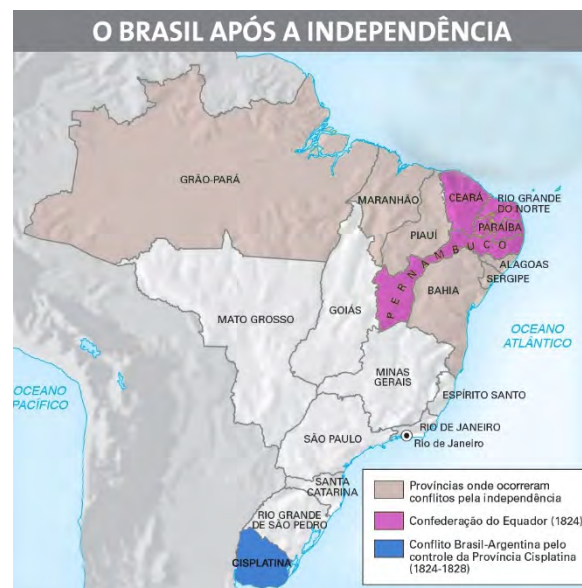 O BRASIL APÓS A INDEPENDÊNCIA
GRÃO-PARÁ
MARANHÃO
CEARÁ
RIO GRANDE
DO NORTE
PARAÍBA
PIAUÍ
PERNAMBUCO
ALAGOAS
SERGIPE
BAHIA
MATO GROSSO
GOIÁS
OCEANO
ATLÂNTICO
MINAS
GERAIS
OCEANO
PACÍFICO
ESPÍRITO SANTO
SÃO PAULO
RIO DE JANEIRO
Rio de Janeiro
SANTA
CATARINA
RIO GRANDE
DE SÃO PEDRO
CISPLATINA
Províncias onde ocorreram
conflitos pela independência
Confederação do Equador (1824)
Conflito Brasil-Argentina pelo
controle da Província Cisplatina
(1824-1828)